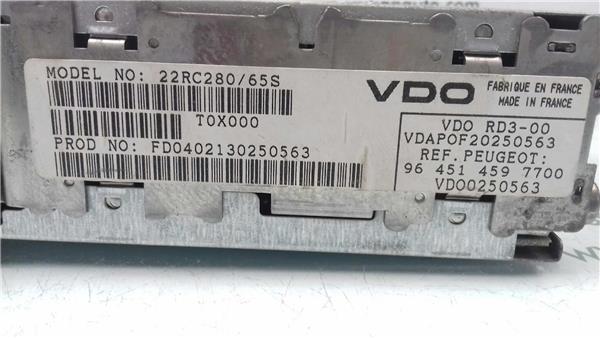 MODEL NO: 22RC280/65S
T0X000
PROD NO: FD0402130250563
VDO
FABRIQUE EN FRANCE
MADE IN FRANCE
VDO RD3-00
VDAPOF20250563
REF. PEUGEOT:
96 451 459 7700
VD00250563